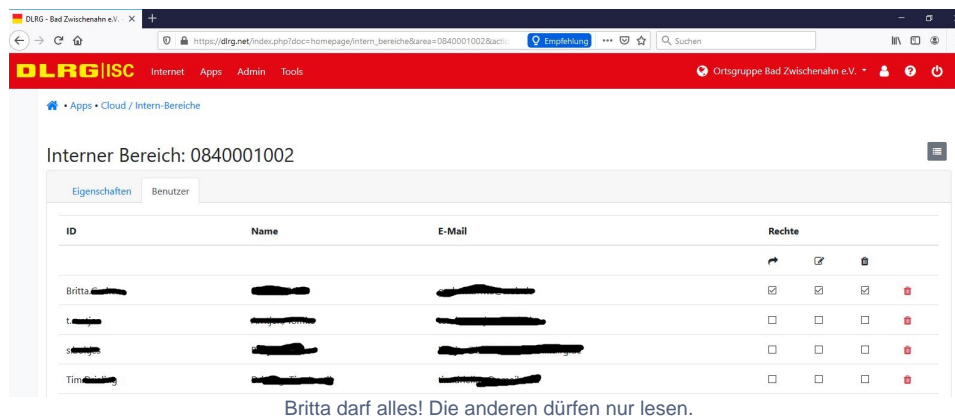 DLRG - Bad Zwischenahn e.V. -
https://dlrg.net/index.php?doc=homepage/intern_bereiche&area=0840001002&actic Empfehlung Suchen
DLRG|ISC Internet Apps Admin Tools Ortsgruppe Bad Zwischenahn e.V.
• Apps • Cloud / Intern-Bereiche
Interner Bereich: 0840001002
Eigenschaften Benutzer
ID Name E-Mail Rechte
Britta.
t.
Tim
Britta darf alles! Die anderen dürfen nur lesen.